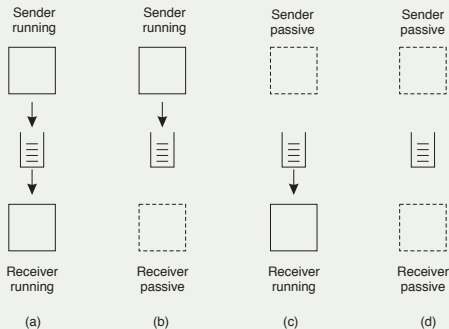 Sender
running
Sender
running
Sender
passive
Sender
passive
Receiver
running
Receiver
passive
Receiver
running
Receiver
passive
(a)
(b)
(c)
(d)